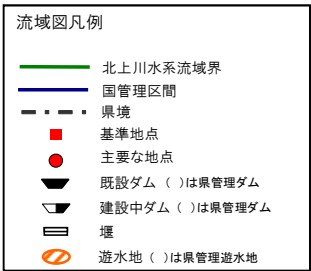 流域図凡例
北上川水系流域界
国管理区間
県境
基準地点
主要な地点
既設ダム ( )は県管理ダム
建設中ダム ( )は県管理ダム
堰
遊水地 ( )は県管理遊水地